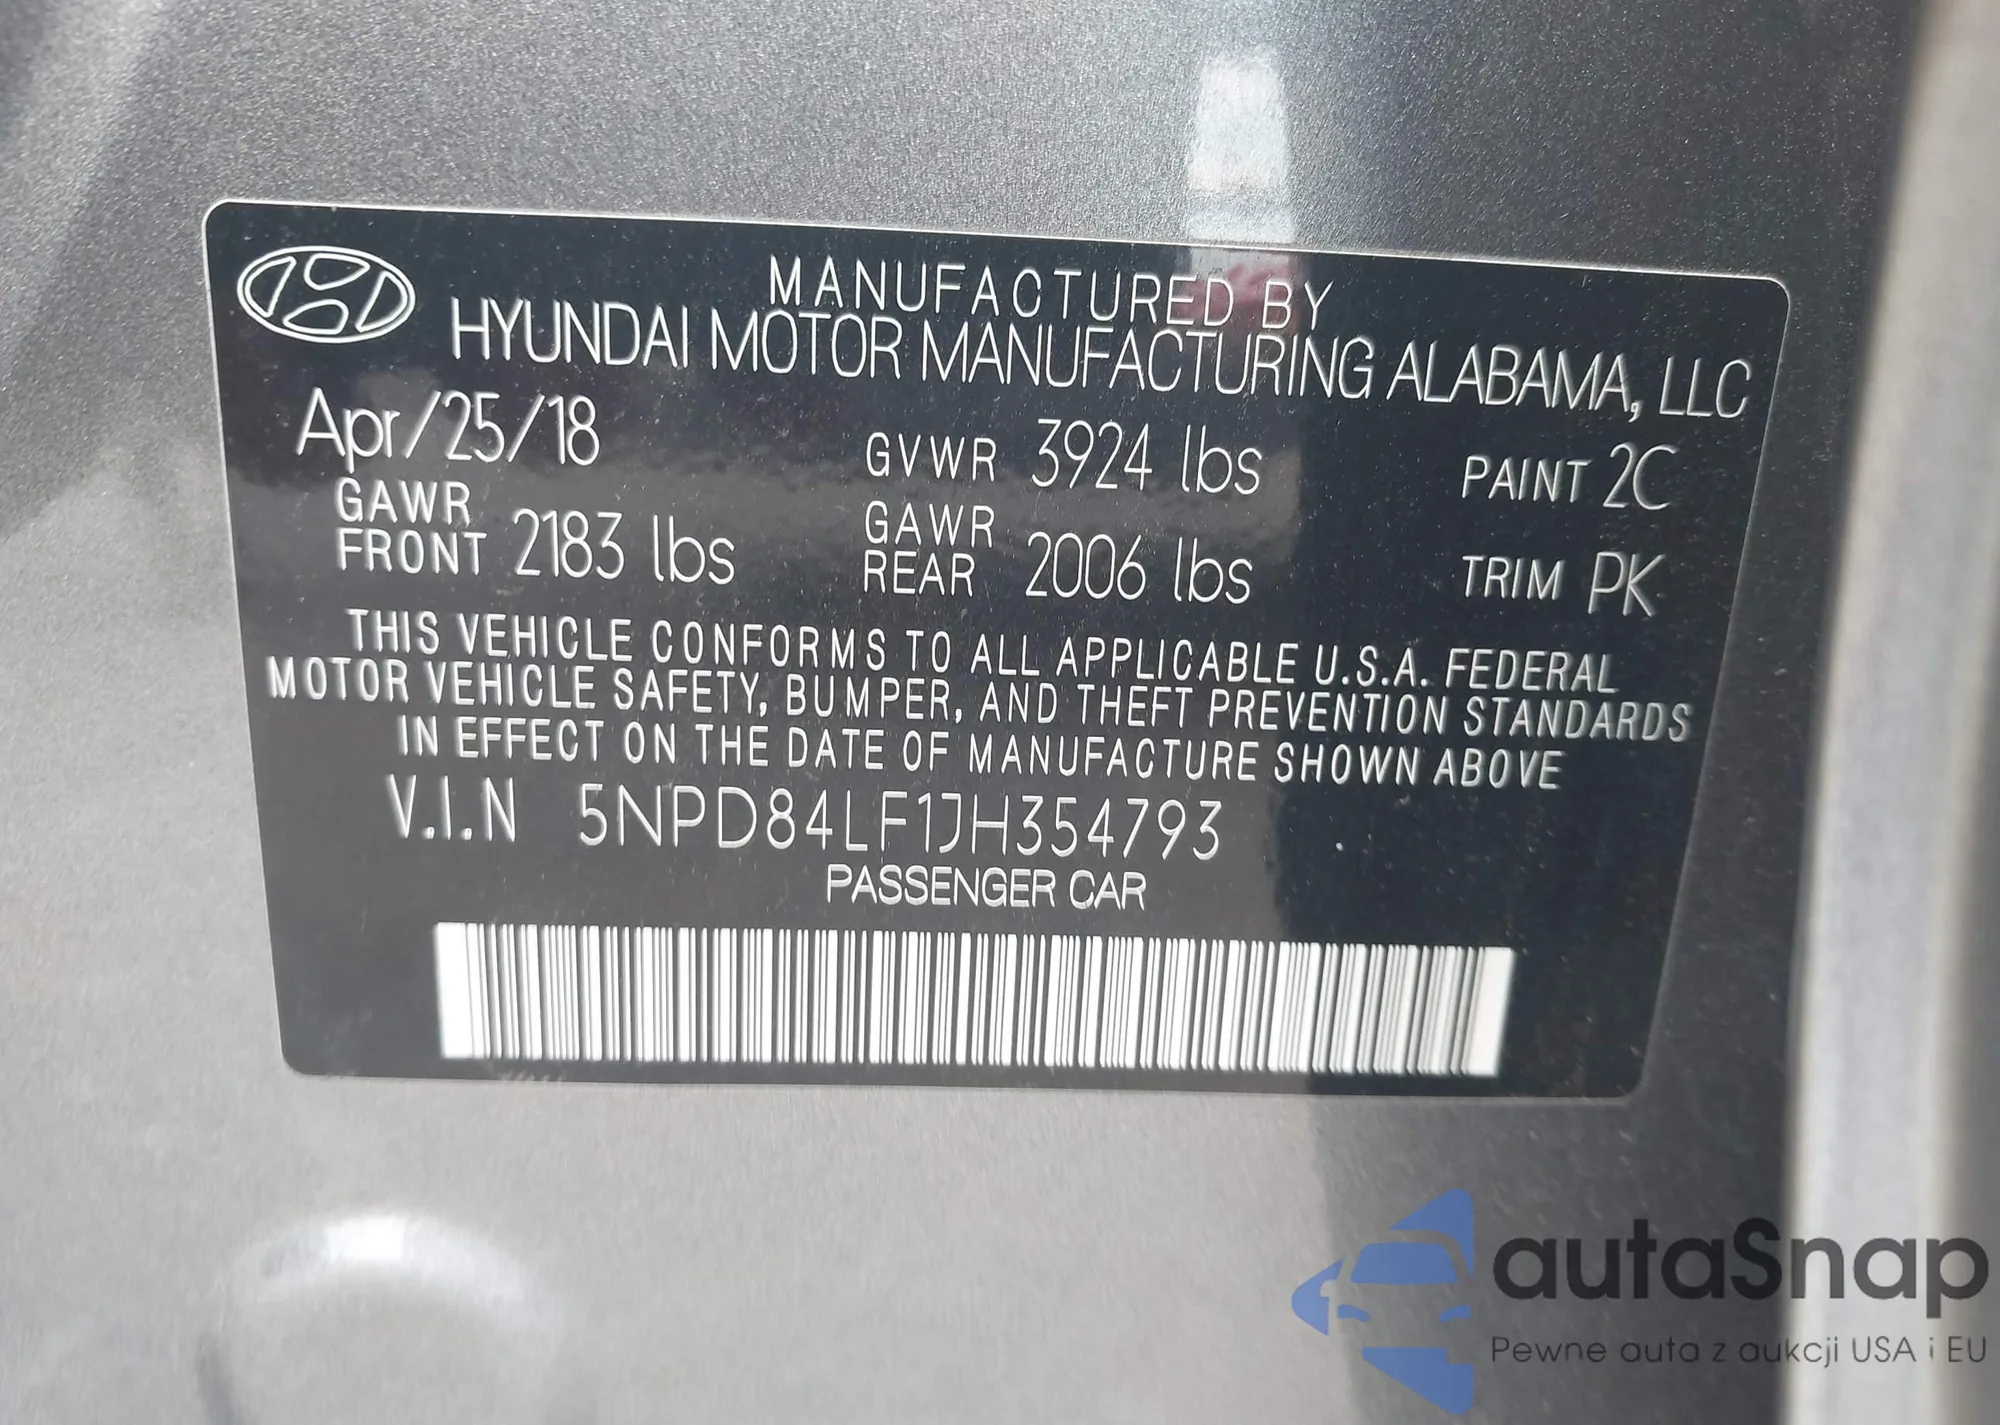 MANUFACTURED BY
HYUNDAI MOTOR MANUFACTURING ALABAMA, LLC
Apr/25/18 GVWR 3924 lbs PAINT 2C
GAWR FRONT 2183 lbs GAWR REAR 2006 lbs TRIM PK
THIS VEHICLE CONFORMS TO ALL APPLICABLE U.S.A. FEDERAL
MOTOR VEHICLE SAFETY, BUMPER, AND THEFT PREVENTION STANDARDS
IN EFFECT ON THE DATE OF MANUFACTURE SHOWN ABOVE
V.I.N 5NPD84LF1JH354793
PASSENGER CAR
autaSnap
Pewne auta z aukcji USA i EU